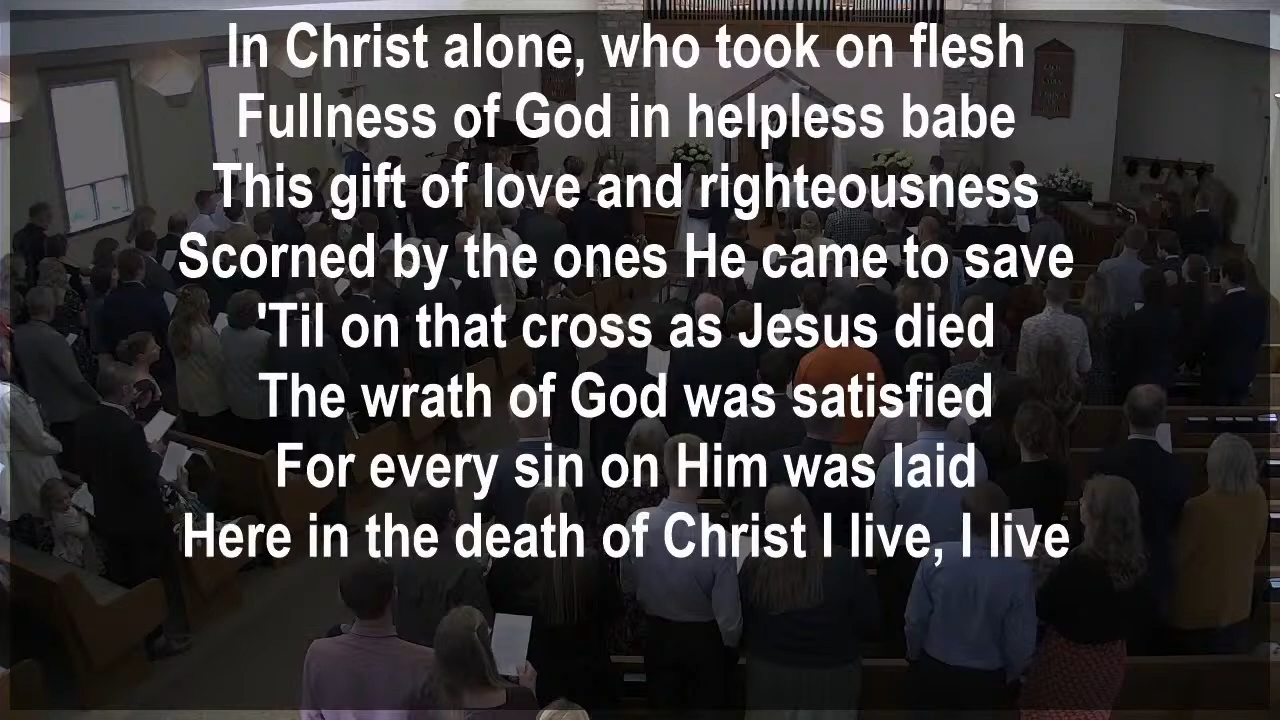 In Christ alone, who took on flesh
Fullness of God in helpless babe
This gift of love and righteousness
Scorned by the ones He came to save
'Til on that cross as Jesus died
The wrath of God was satisfied
For every sin on Him was laid
Here in the death of Christ I live, I live